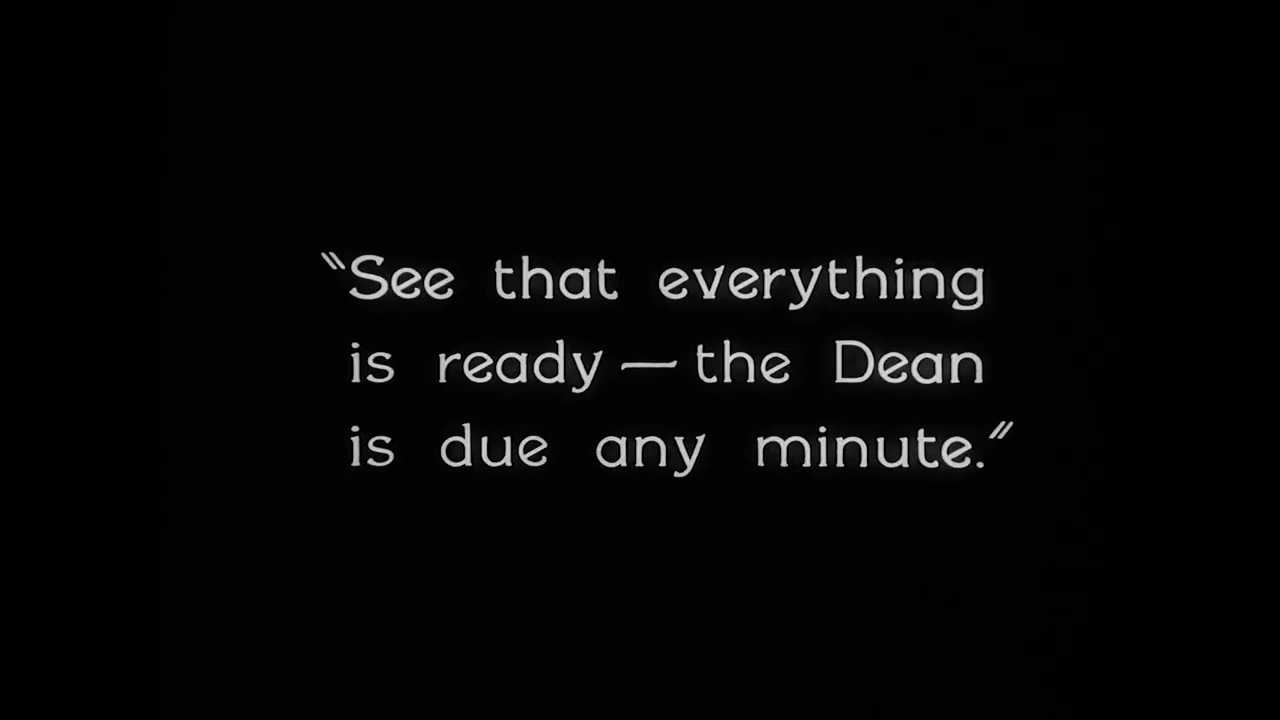 "See that everything
is ready — the Dean
is due any minute."